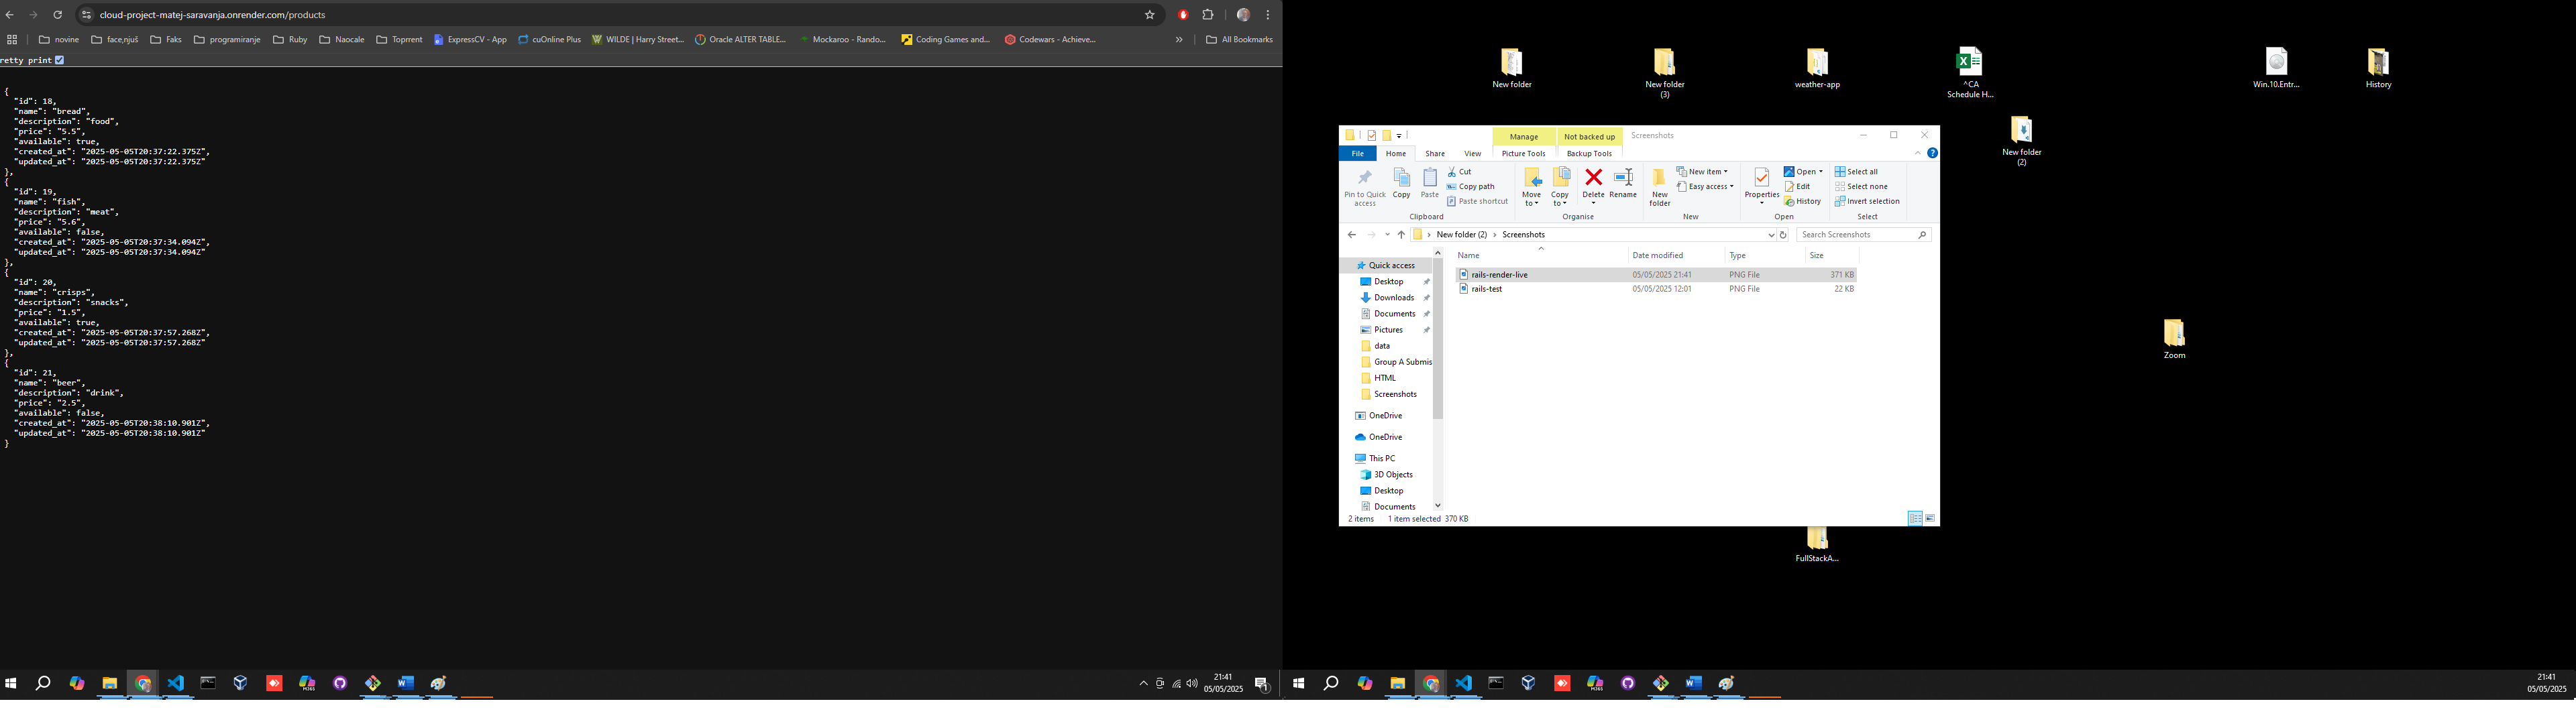 cloud-project-matej-saravanja.onrender.com/products
novine face,njuš Faks programiranje Ruby Naocale Toprrent ExpressCV - App cuOnline Plus WILDE | Harry Street... Oracle ALTER TABLE... Mockaroo - Rando... Coding Games and... Codewars - Achieve... » All Bookmarks
retty print
{
"id": 18,
"name": "bread",
"description": "food",
"price": "5.5",
"available": true,
"created_at": "2025-05-05T20:37:22.375Z",
"updated_at": "2025-05-05T20:37:22.375Z"
},
{
"id": 19,
"name": "fish",
"description": "meat",
"price": "5.6",
"available": false,
"created_at": "2025-05-05T20:37:34.094Z",
"updated_at": "2025-05-05T20:37:34.094Z"
},
{
"id": 20,
"name": "crisps",
"description": "snacks",
"price": "1.5",
"available": true,
"created_at": "2025-05-05T20:37:57.268Z",
"updated_at": "2025-05-05T20:37:57.268Z"
},
{
"id": 21,
"name": "beer",
"description": "drink",
"price": "2.5",
"available": false,
"created_at": "2025-05-05T20:38:10.901Z",
"updated_at": "2025-05-05T20:38:10.901Z"
}
M365
21:41
05/05/2025
1
New folder
New folder
(3)
weather-app
^CA
Schedule H...
Win.10.Entr...
History
New folder
(2)
Zoom
FullStackA...
Manage Not backed up Screenshots
File Home Share View Picture Tools Backup Tools
Pin to Quick
access
Copy
Paste
Cut
Copy path
Paste shortcut
Clipboard
Move
to
Copy
to
Delete
Rename
Organise
New
folder
New item
Easy access
New
Properties
Open
Edit
History
Open
Select all
Select none
Invert selection
Select
New folder (2) › Screenshots
Search Screenshots
Name Date modified Type Size
rails-render-live 05/05/2025 21:41 PNG File 371 KB
rails-test 05/05/2025 12:01 PNG File 22 KB
Quick access
Desktop
Downloads
Documents
Pictures
data
Group A Submis
HTML
Screenshots
OneDrive
OneDrive
This PC
3D Objects
Desktop
Documents
2 items 1 item selected 370 KB
M365
21:41
05/05/2025